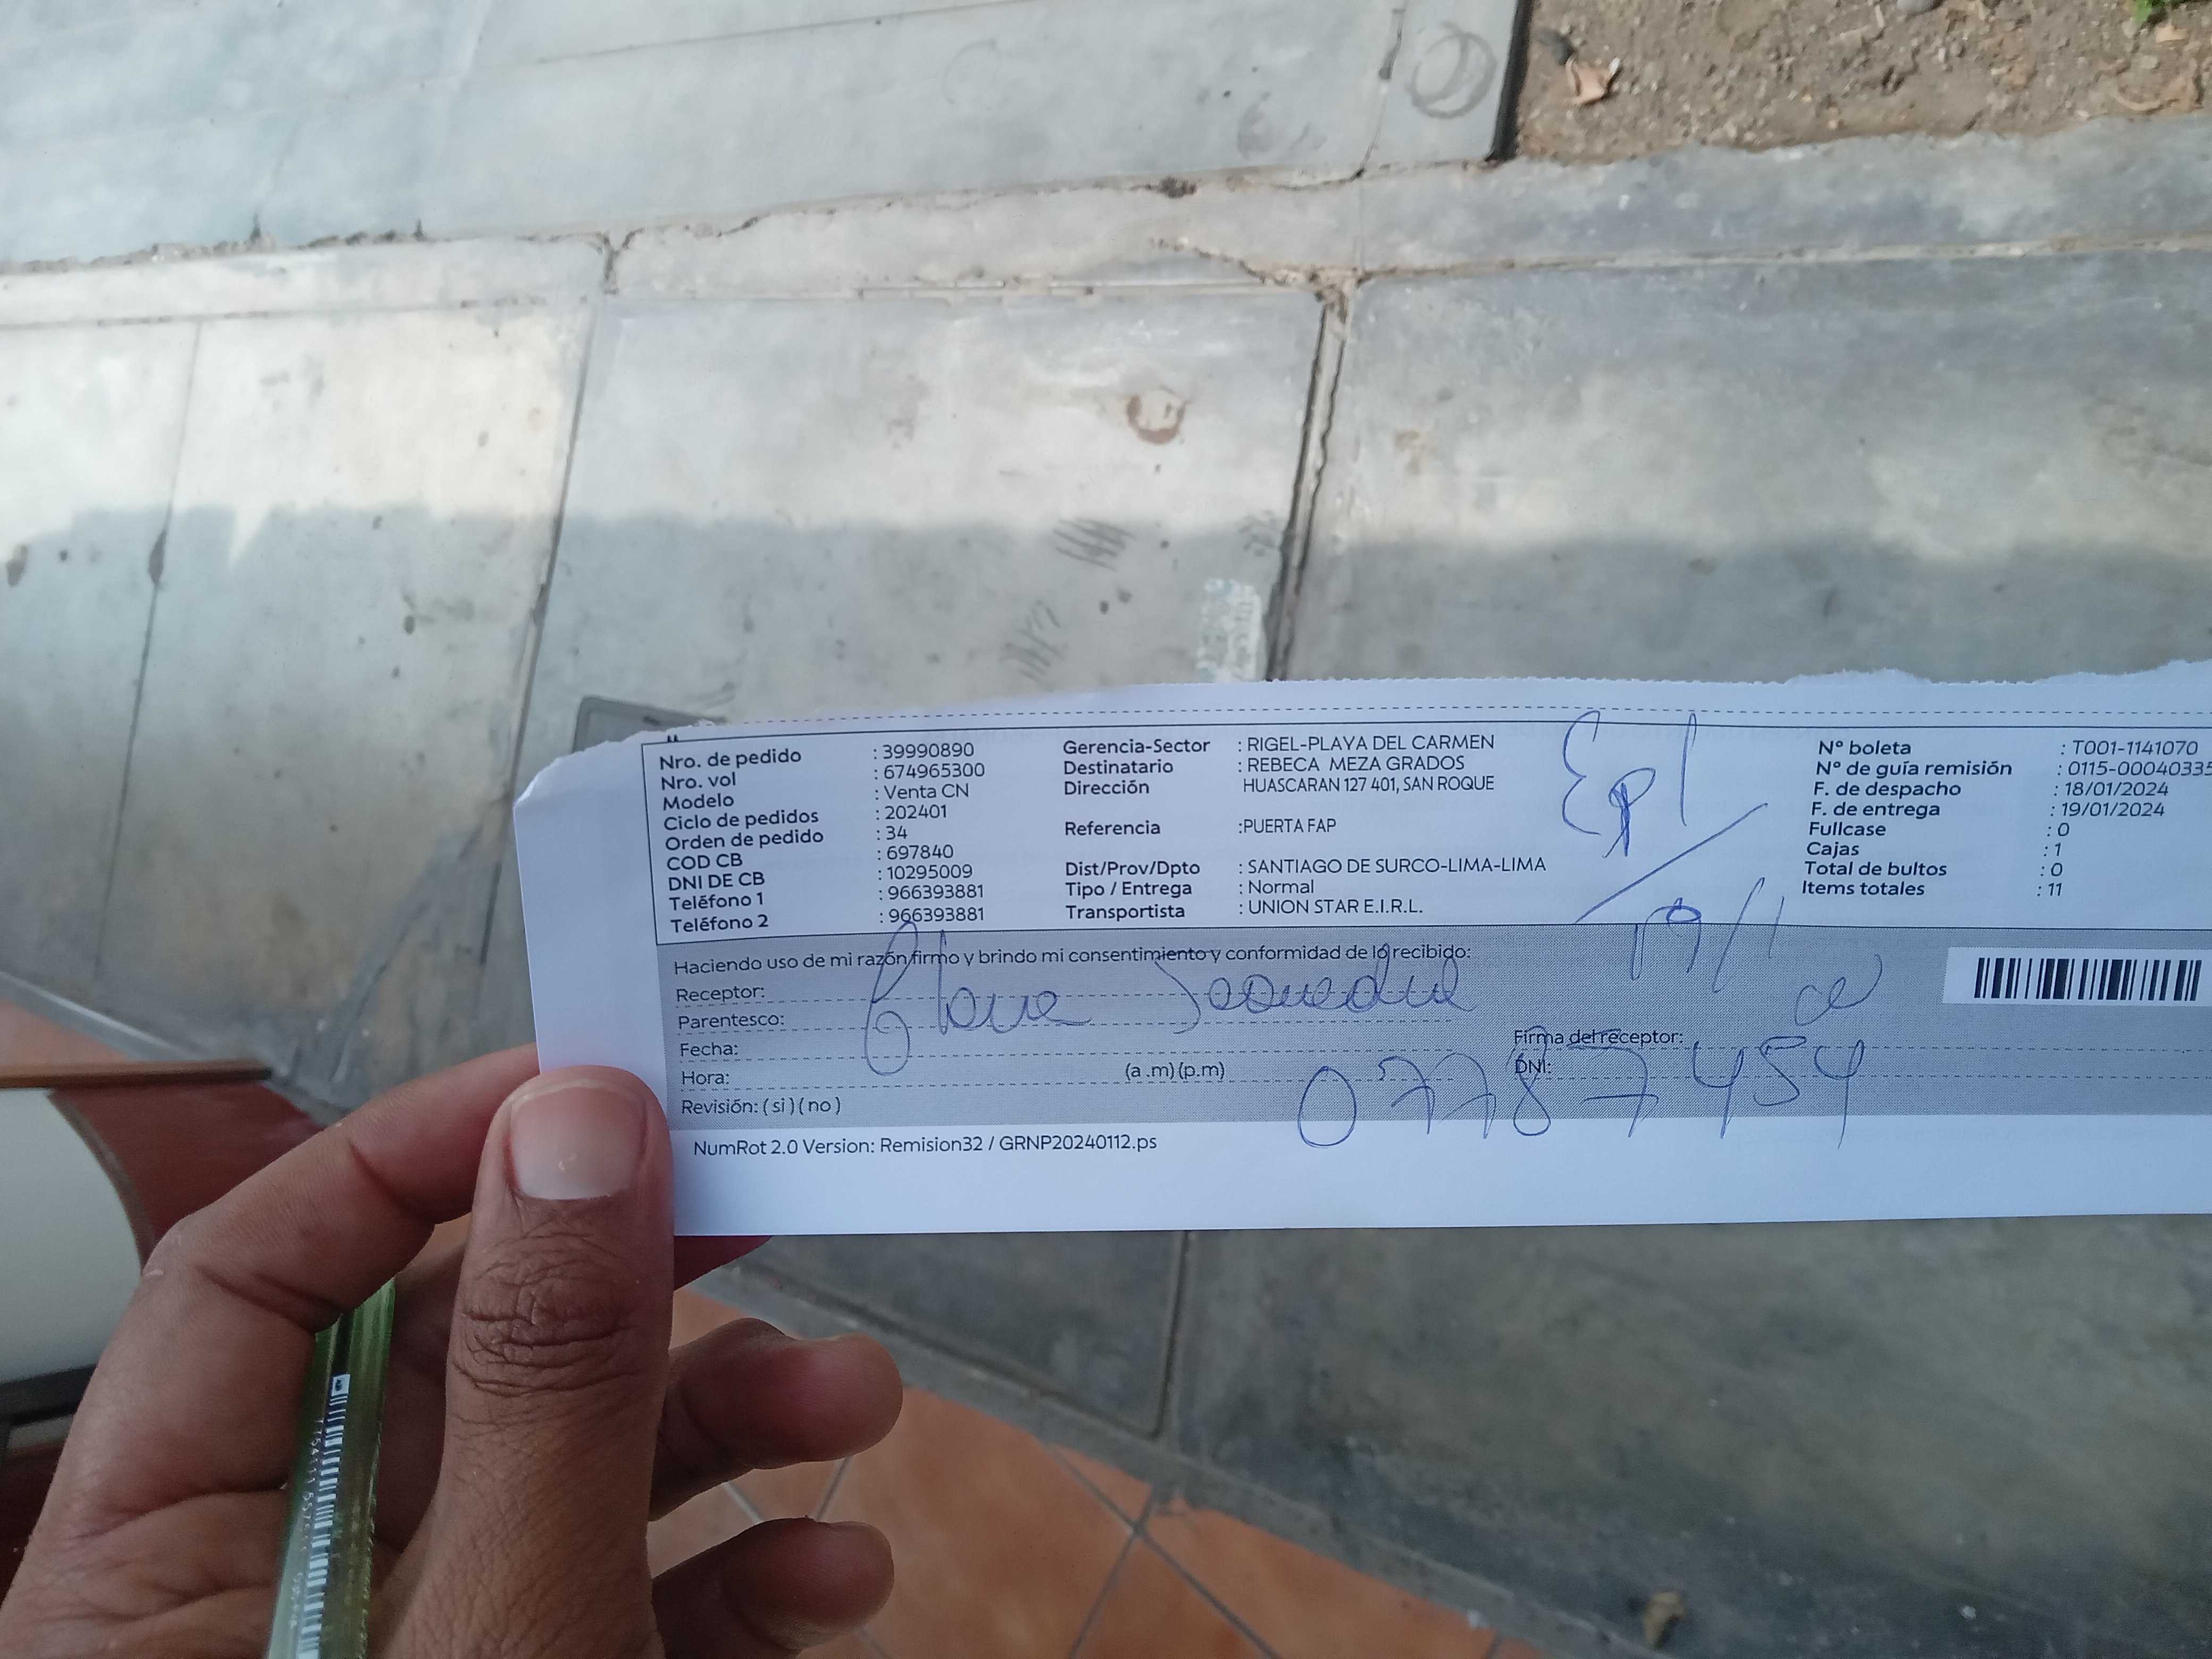 Nro. de pedido : 39990890
Nro. vol : 674965300
Modelo : Venta CN
Ciclo de pedidos : 202401
Orden de pedido : 34
COD CB : 697840
DNI DE CB : 10295009
Teléfono 1 : 966393881
Teléfono 2 : 966393881
Gerencia-Sector : RIGEL-PLAYA DEL CARMEN
Destinatario : REBECA MEZA GRADOS
Dirección HUASCARAN 127 401, SAN ROQUE
Referencia :PUERTA FAP
Dist/Prov/Dpto : SANTIAGO DE SURCO-LIMA-LIMA
Tipo / Entrega : Normal
Transportista : UNION STAR E.I.R.L.
N° boleta : T001-1141070
N° de guía remisión : 0115-00040335
F. de despacho : 18/01/2024
F. de entrega : 19/01/2024
Fullcase : 0
Cajas : 1
Total de bultos : 0
Items totales : 11
19/1
Haciendo uso de mi razón firmo y brindo mi consentimiento y conformidad de lo recibido:
Receptor:
Parentesco:
Fecha:
Hora: (a .m) (p.m)
Revisión: ( si ) ( no )
Firma del receptor:
DNI: 07787454
NumRot 2.0 Version: Remision32 / GRNP20240112.ps